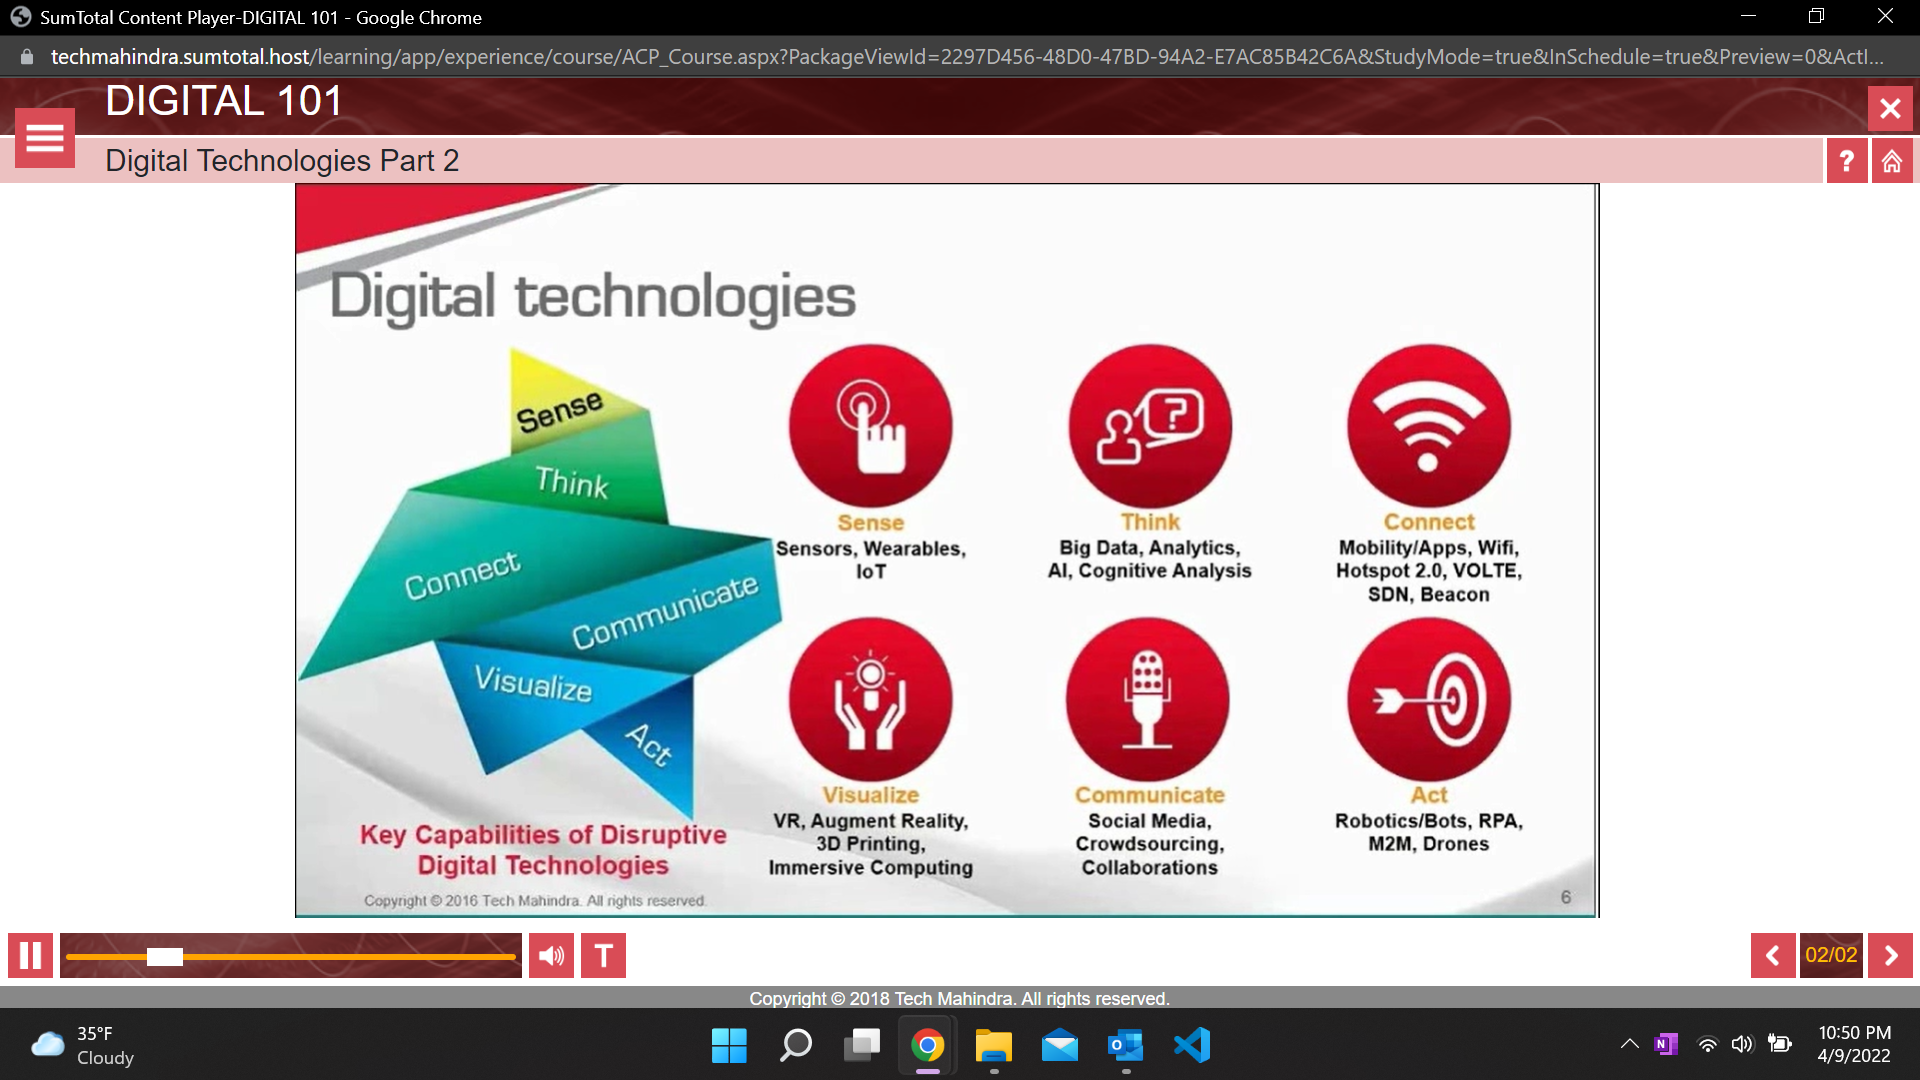 SumTotal Content Player-DIGITAL 101 - Google Chrome
techmahindra.sumtotal.host/learning/app/experience/course/ACP_Course.aspx?PackageViewId=2297D456-48D0-47BD-94A2-E7AC85B42C6A&StudyMode=true&InSchedule=true&Preview=0&ActI...
DIGITAL 101
Digital Technologies Part 2
?
Digital technologies
Sense
Think
Connect
Communicate
Visualize
Act
Key Capabilities of Disruptive
Digital Technologies
Copyright © 2016 Tech Mahindra. All rights reserved.
?
Sense
Sensors, Wearables,
IoT
Think
Big Data, Analytics,
AI, Cognitive Analysis
Connect
Mobility/Apps, Wifi,
Hotspot 2.0, VOLTE,
SDN, Beacon
Visualize
VR, Augment Reality,
3D Printing,
Immersive Computing
Communicate
Social Media,
Crowdsourcing,
Collaborations
Act
Robotics/Bots, RPA,
M2M, Drones
6
T
02/02
Copyright © 2018 Tech Mahindra. All rights reserved.
35°F
Cloudy
O
N
10:50 PM
4/9/2022